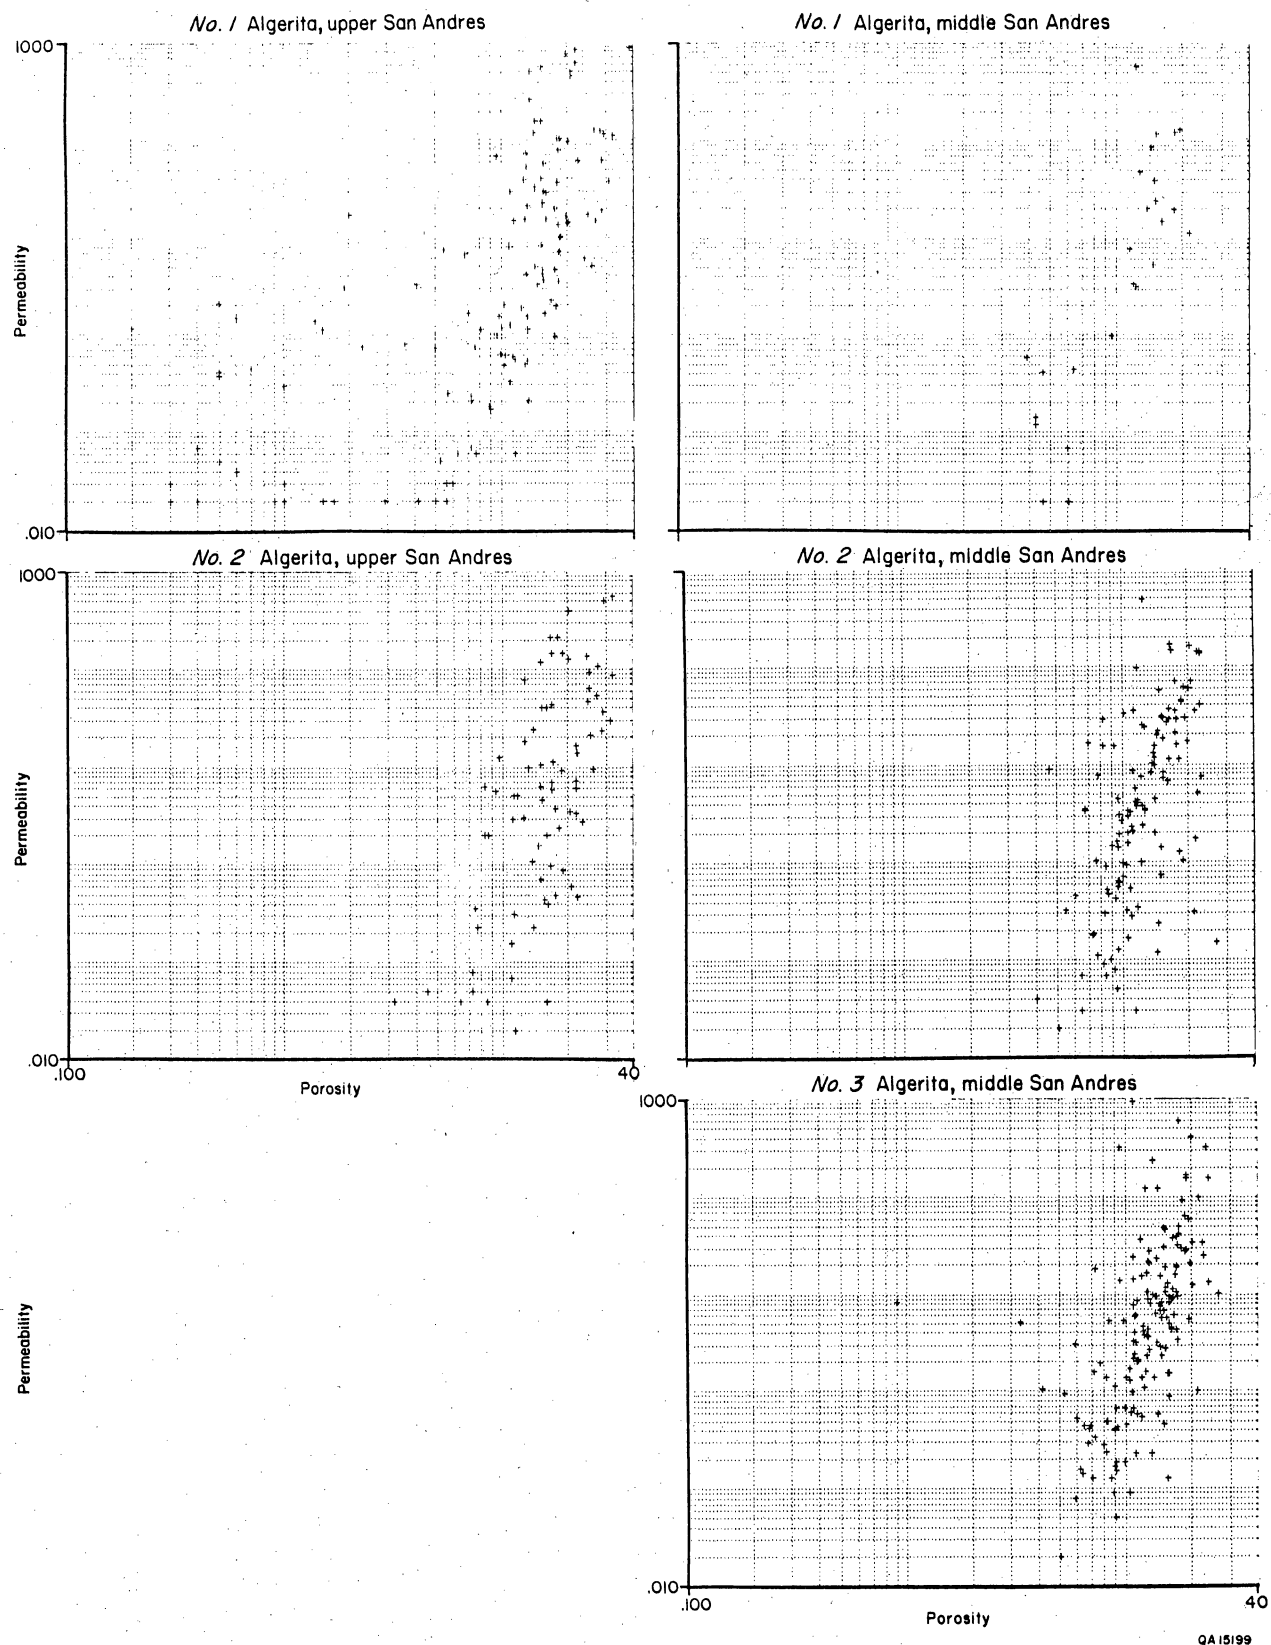 No. 1 Algerita, upper San Andres
No. 1 Algerita, middle San Andres
1000
Permeability
.010
No. 2 Algerita, upper San Andres
No. 2 Algerita, middle San Andres
1000
Permeability
.010
.100
40
Porosity
No. 3 Algerita, middle San Andres
1000
Permeability
.010
.100
40
Porosity
QA15199